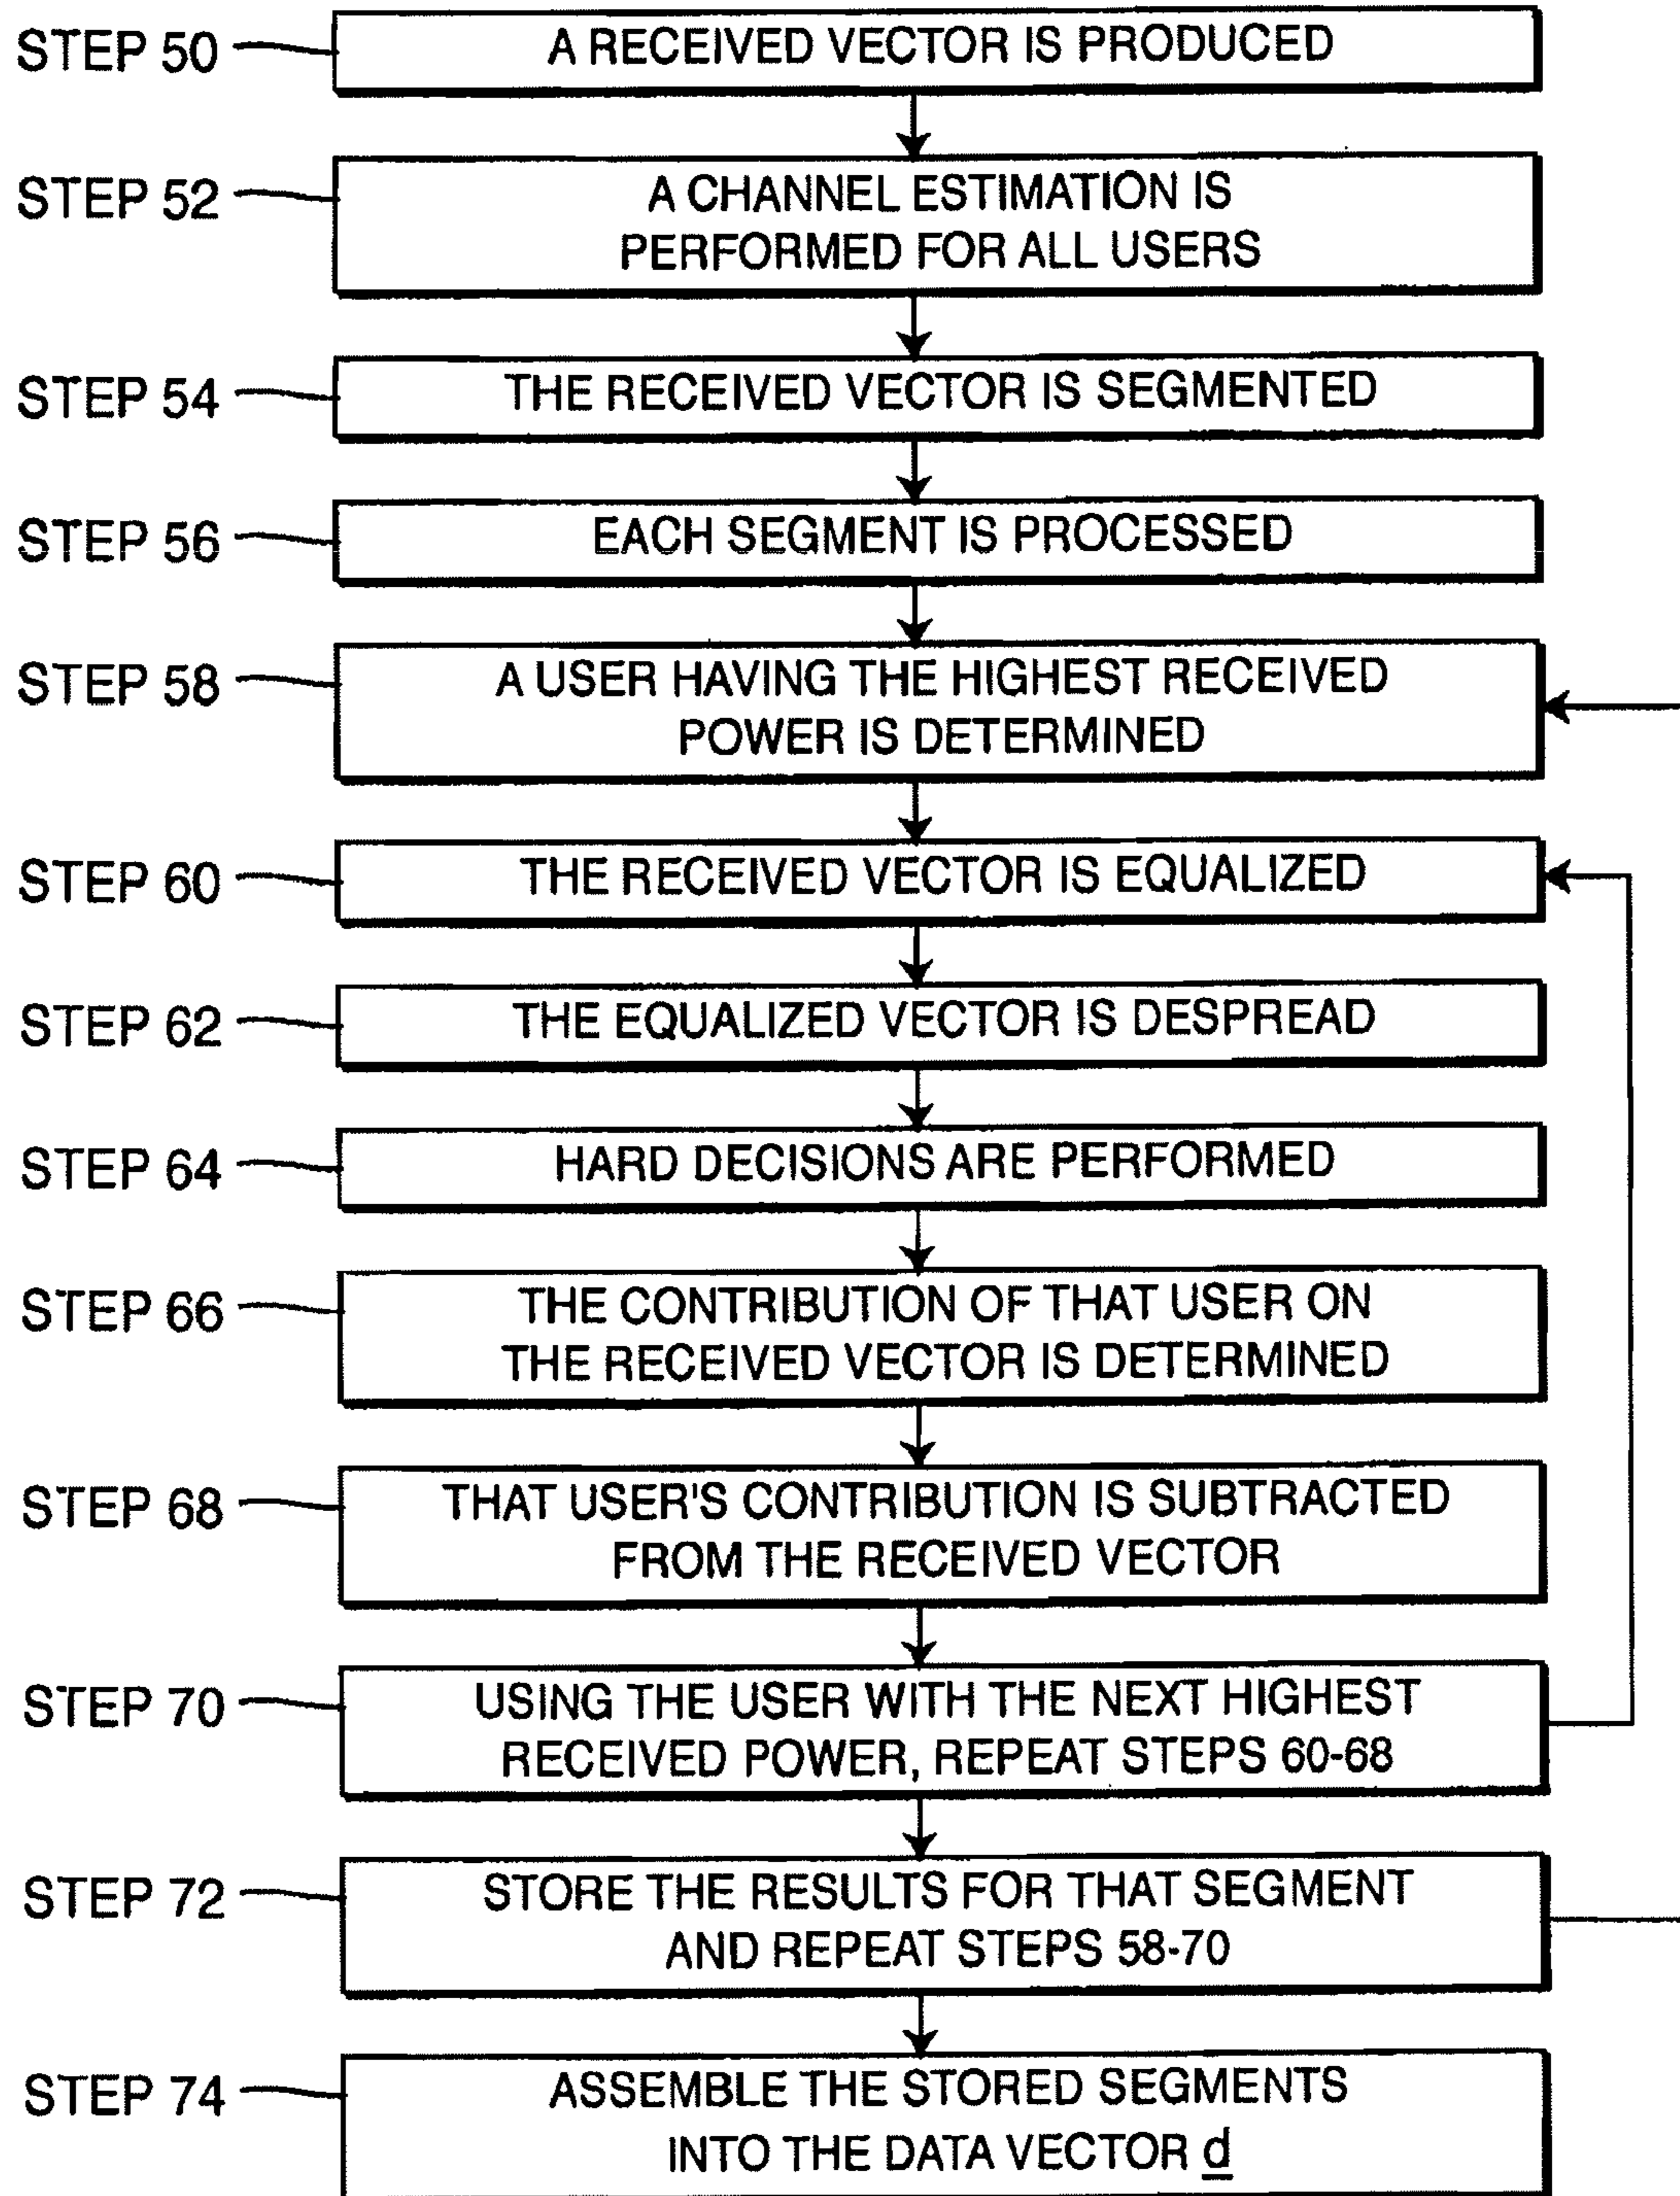 STEP 50
A RECEIVED VECTOR IS PRODUCED
STEP 52
A CHANNEL ESTIMATION IS
PERFORMED FOR ALL USERS
STEP 54
THE RECEIVED VECTOR IS SEGMENTED
STEP 56
EACH SEGMENT IS PROCESSED
STEP 58
A USER HAVING THE HIGHEST RECEIVED
POWER IS DETERMINED
STEP 60
THE RECEIVED VECTOR IS EQUALIZED
STEP 62
THE EQUALIZED VECTOR IS DESPREAD
STEP 64
HARD DECISIONS ARE PERFORMED
STEP 66
THE CONTRIBUTION OF THAT USER ON
THE RECEIVED VECTOR IS DETERMINED
STEP 68
THAT USER'S CONTRIBUTION IS SUBTRACTED
FROM THE RECEIVED VECTOR
STEP 70
USING THE USER WITH THE NEXT HIGHEST
RECEIVED POWER, REPEAT STEPS 60-68
STEP 72
STORE THE RESULTS FOR THAT SEGMENT
AND REPEAT STEPS 58-70
STEP 74
ASSEMBLE THE STORED SEGMENTS
INTO THE DATA VECTOR d